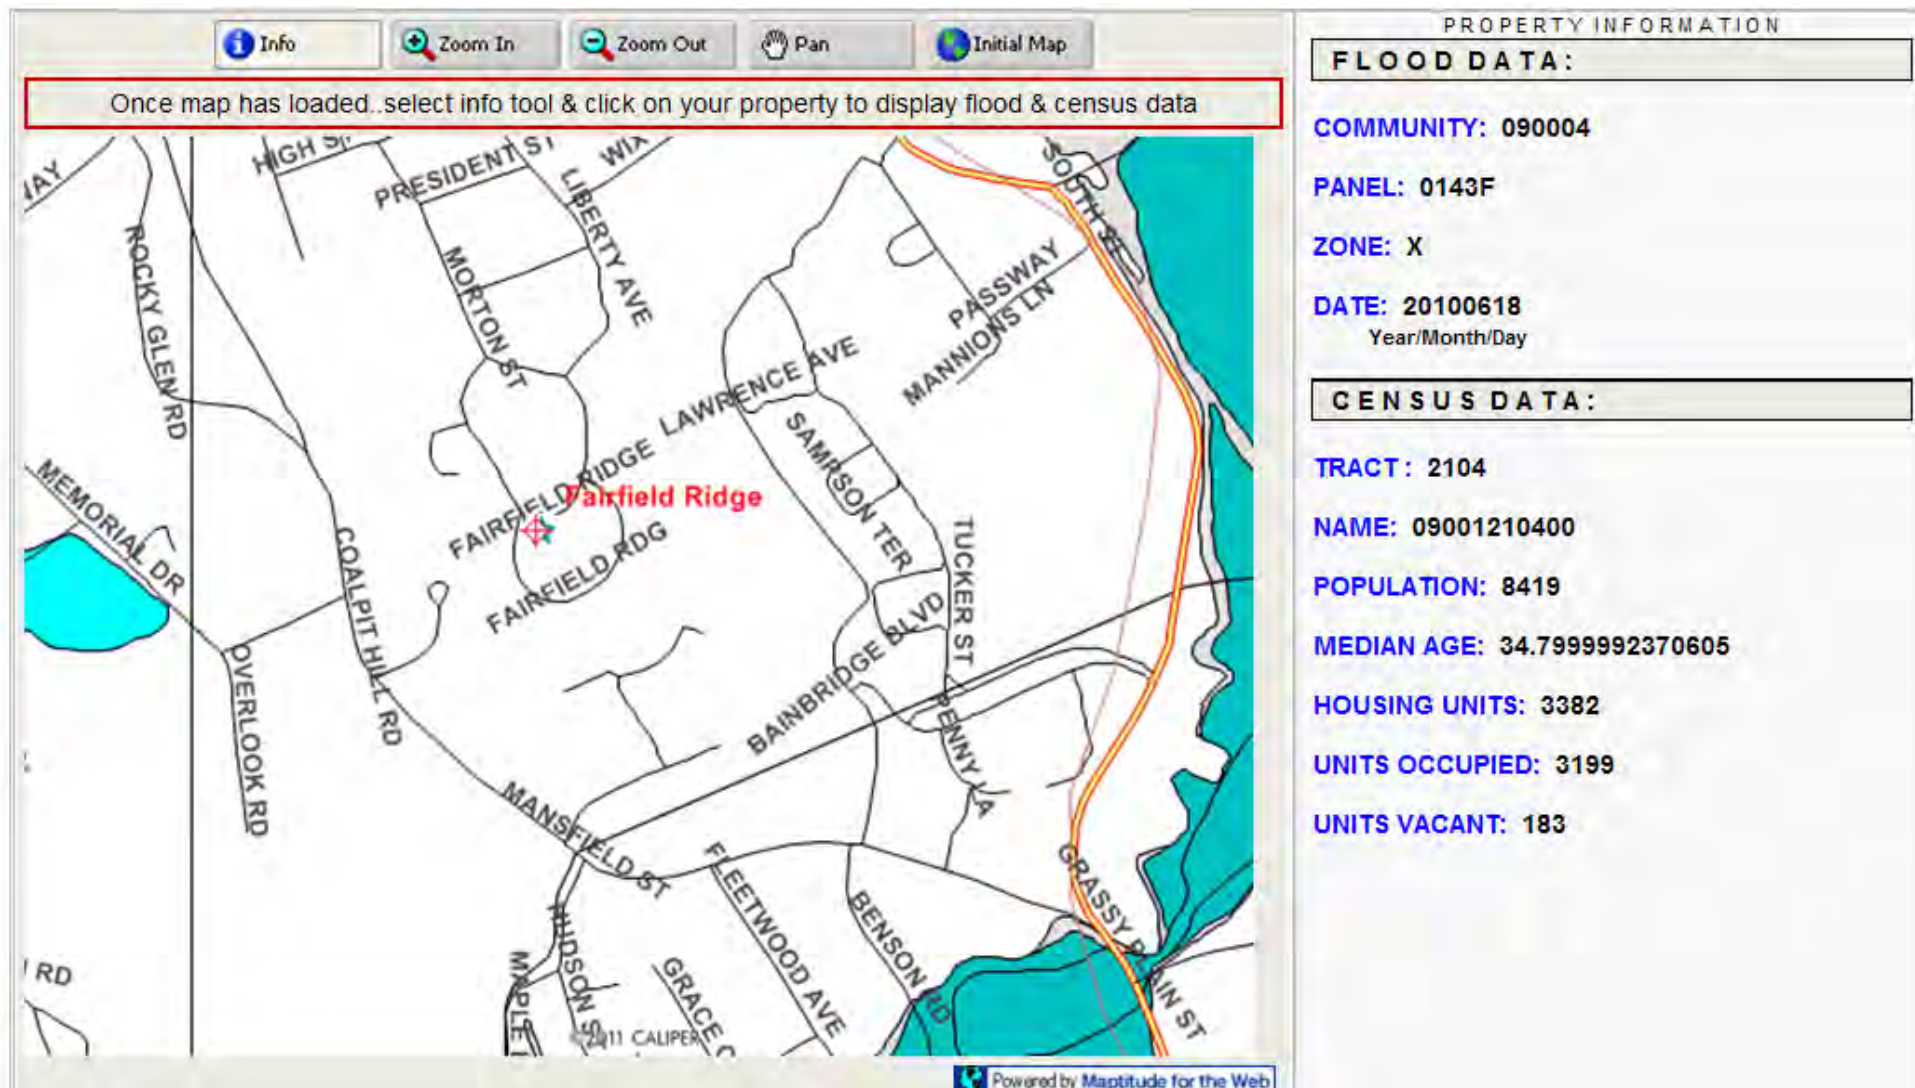 Info
Zoom In
Zoom Out
Pan
Initial Map
Once map has loaded..select info tool & click on your property to display flood & census data
HIGH
PRESIDENT ST
WIX
LIBERTY AVE
SOUTH ST
ROCKY GLEN RD
MORTON ST
PASSWAY
MANNIONS LN
LAWRENCE AVE
SAMPSON TER
FAIRFIELD RIDGE
Fairfield Ridge
FAIRFIELD RDG
MEMORIAL DR
COALPIT HILL RD
TUCKER ST
BAINBRIDGE BLVD
OVERLOOK RD
PENNY LA
MANSFIELD ST
FLEETWOOD AVE
BENSON RD
GRASSY PLAIN ST
HUDSON S
MAPLE
GRACE
RD
©2011 CALIPER
Powered by Maptitude for the Web
PROPERTY INFORMATION
FLOOD DATA:
COMMUNITY: 090004
PANEL: 0143F
ZONE: X
DATE: 20100618
Year/Month/Day
CENSUS DATA:
TRACT : 2104
NAME: 09001210400
POPULATION: 8419
MEDIAN AGE: 34.7999992370605
HOUSING UNITS: 3382
UNITS OCCUPIED: 3199
UNITS VACANT: 183